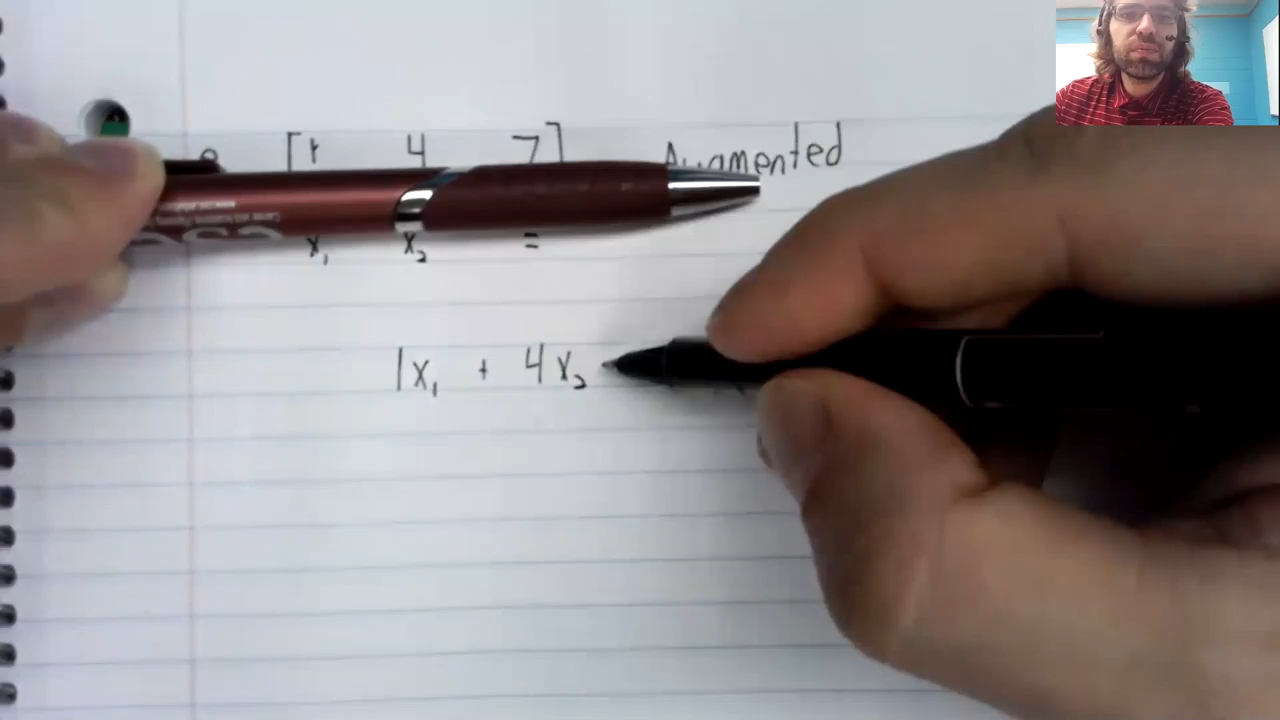 [1 4 7] Augmented
x₁ x₂ =
1x₁ + 4x₂